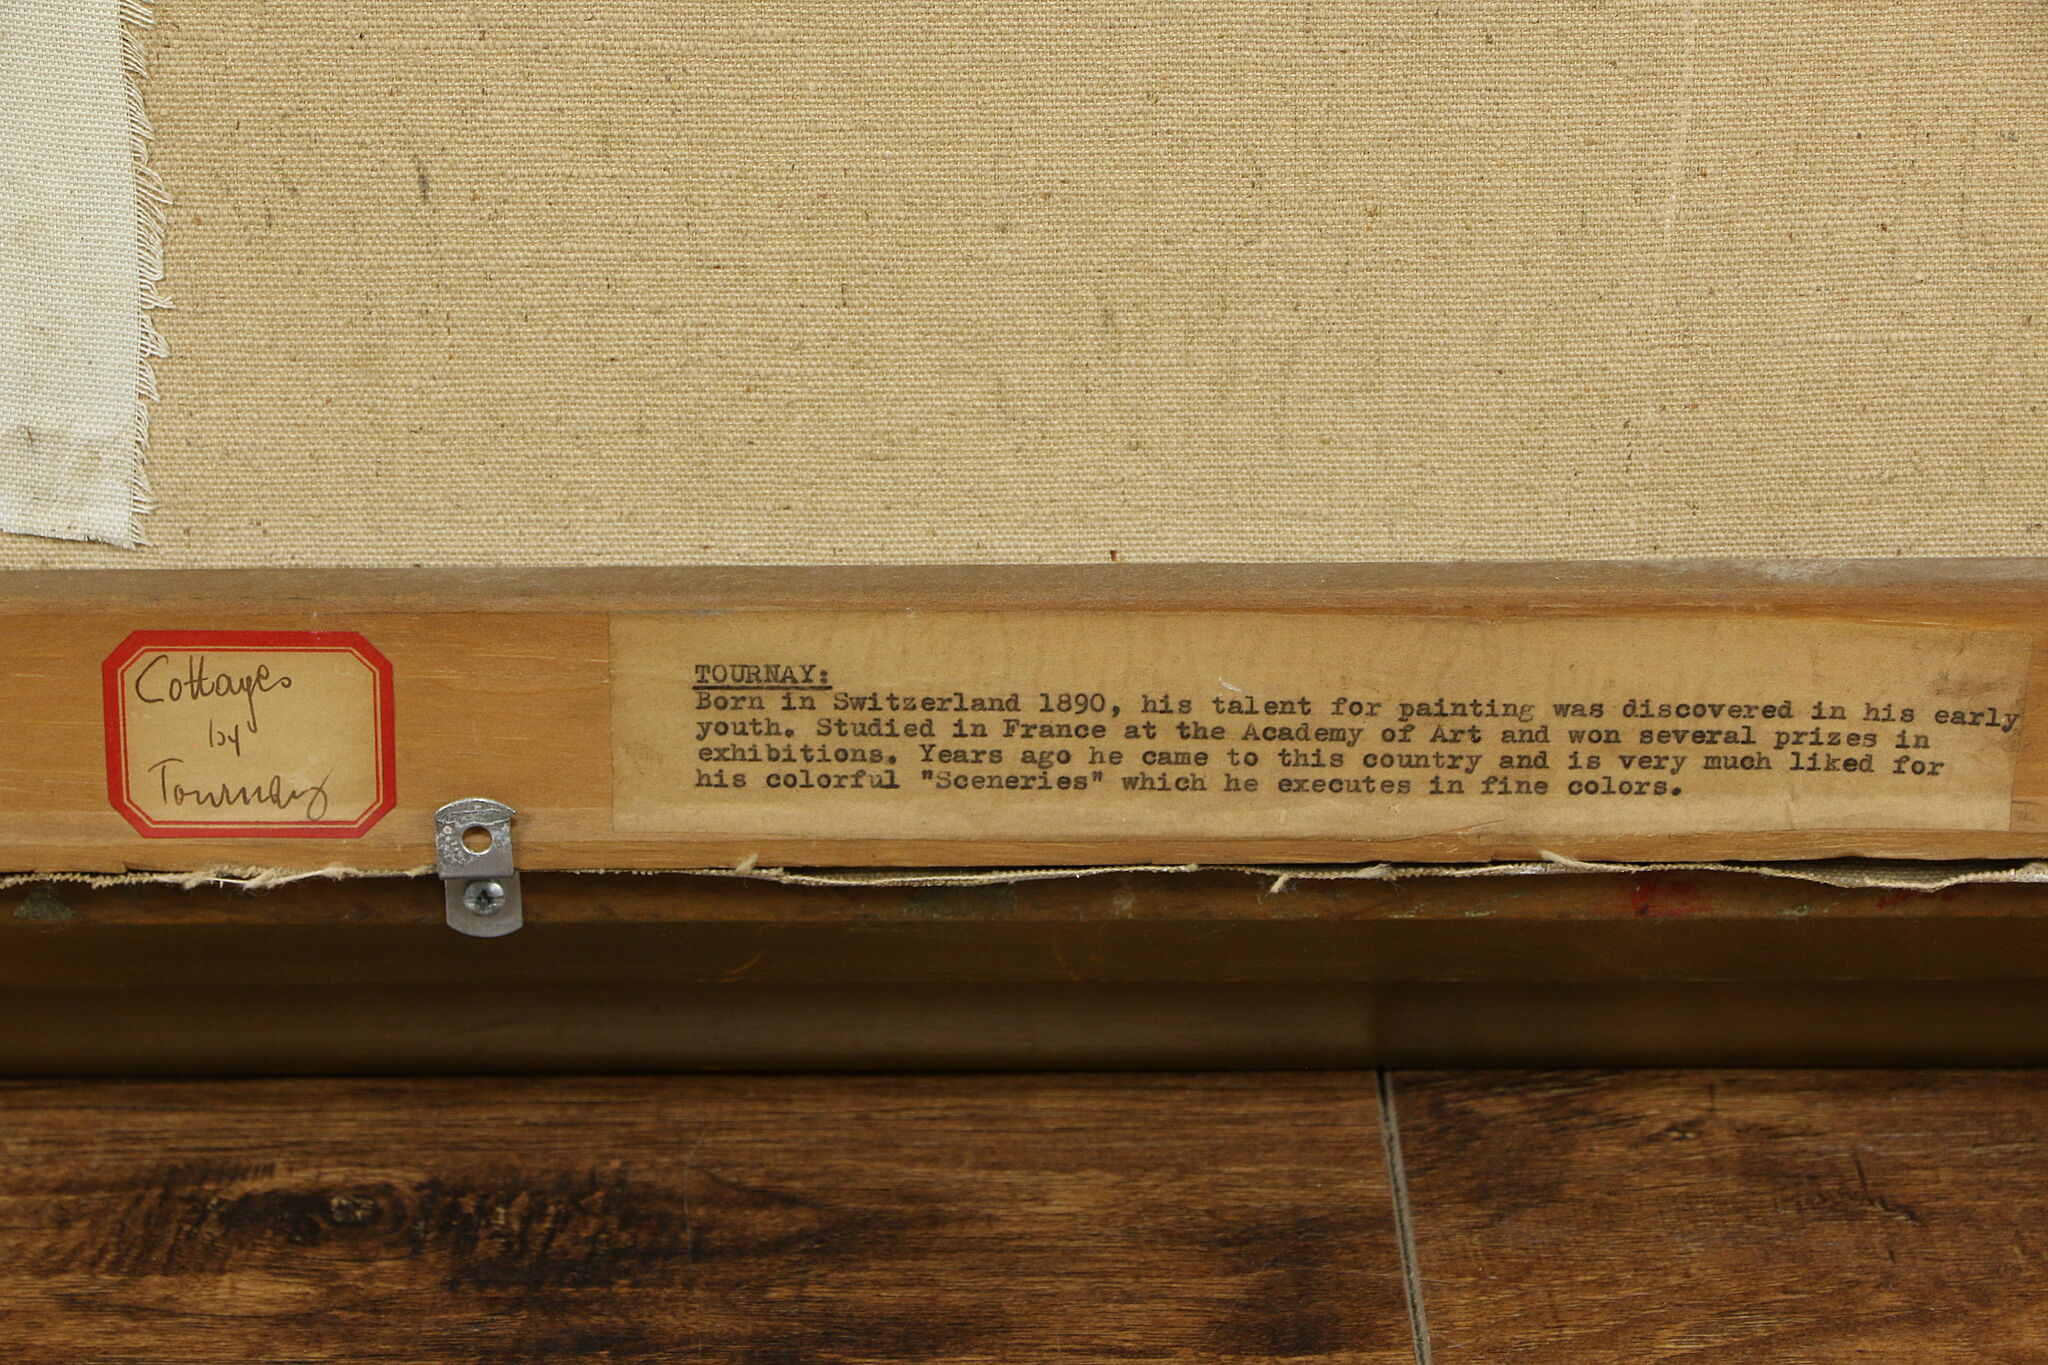 Cottages
by
Tournay
TOURNAY:
Born in Switzerland 1890, his talent for painting was discovered in his early
youth. Studied in France at the Academy of Art and won several prizes in
exhibitions. Years ago he came to this country and is very much liked for
his colorful "Sceneries" which he executes in fine colors.